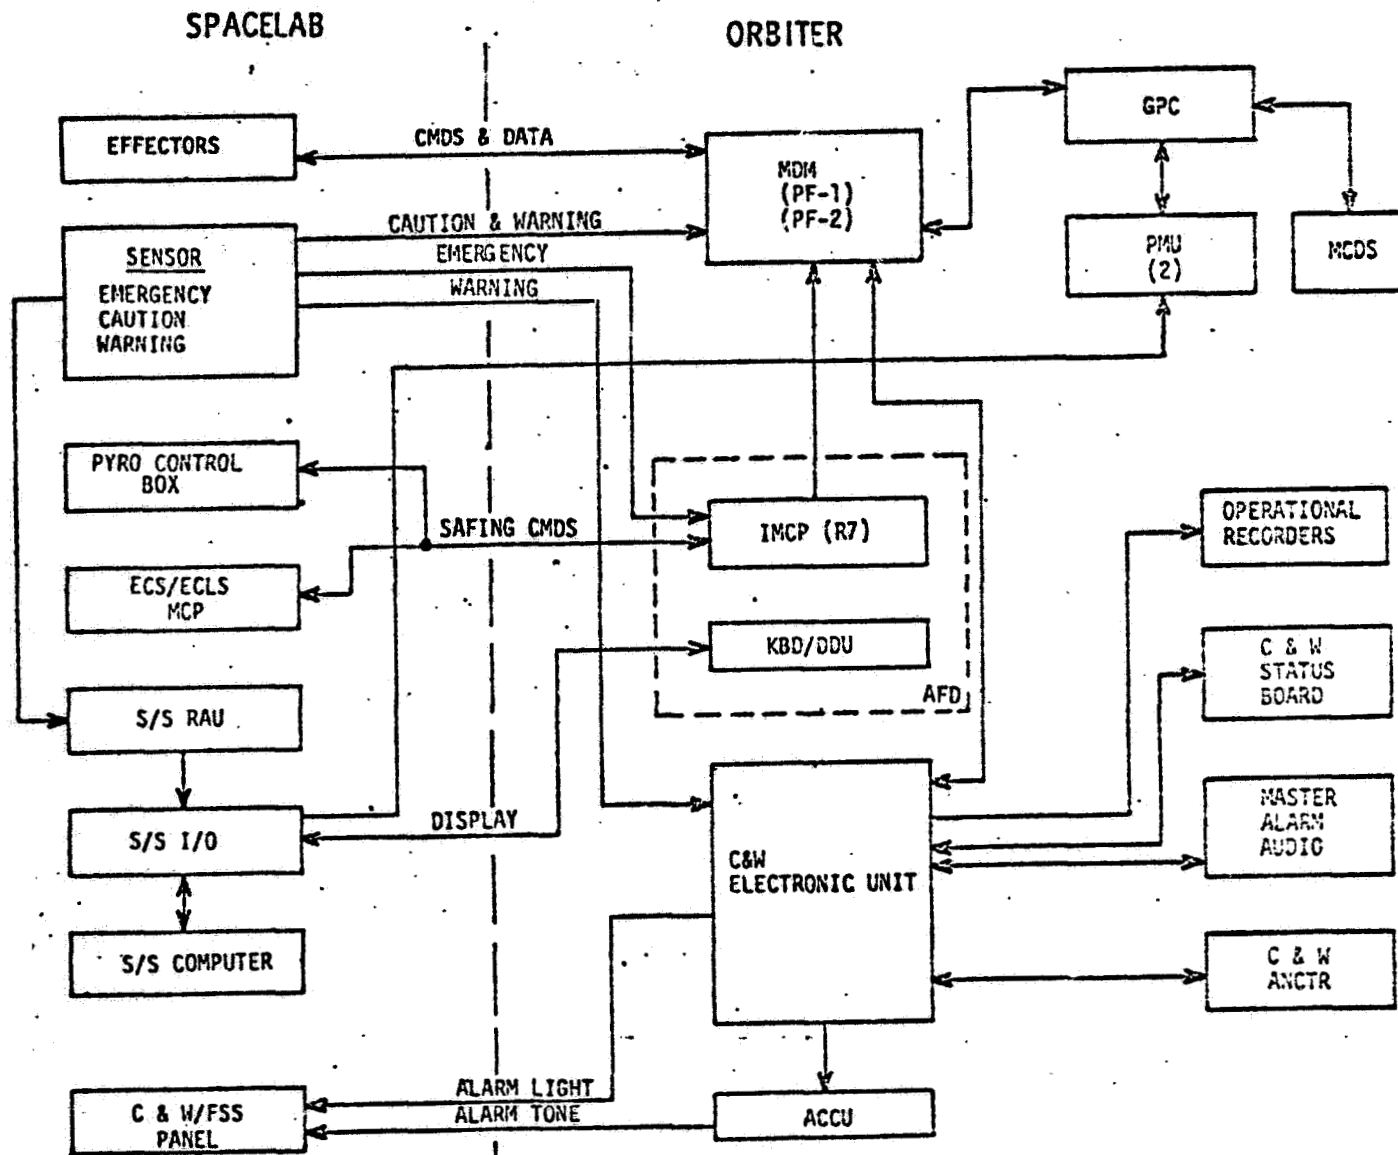 SPACELAB
ORBITER
GPC
EFFECTORS
CMDS & DATA
MDM
(PF-1)
(PF-2)
CAUTION & WARNING
EMERGENCY
WARNING
SENSOR
EMERGENCY
CAUTION
WARNING
PMU
(2)
MCDS
PYRO CONTROL
BOX
SAFING CMDS
IMCP (R7)
OPERATIONAL
RECORDERS
ECS/ECLS
MCP
KBD/DDU
AFD
C & W
STATUS
BOARD
S/S RAU
S/S I/O
DISPLAY
C&W
ELECTRONIC UNIT
MASTER
ALARM
AUDIO
S/S COMPUTER
C & W
ANCTR
ALARM LIGHT
ALARM TONE
C & W/FSS
PANEL
ACCU